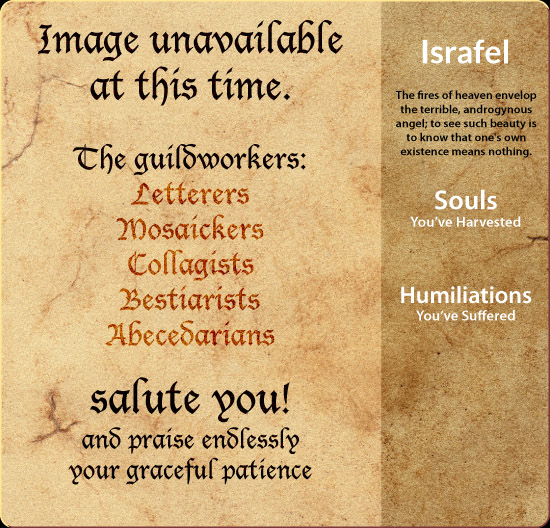 Image unavailable
at this time.
The guildworkers:
Letterers
Mosaickers
Collagists
Bestiarists
Abecedarians
salute you!
and praise endlessly
your graceful patience
Israfel
The fires of heaven envelop
the terrible, androgynous
angel; to see such beauty is
to know that one's own
existence means nothing.
Souls
You've Harvested
Humiliations
You've Suffered